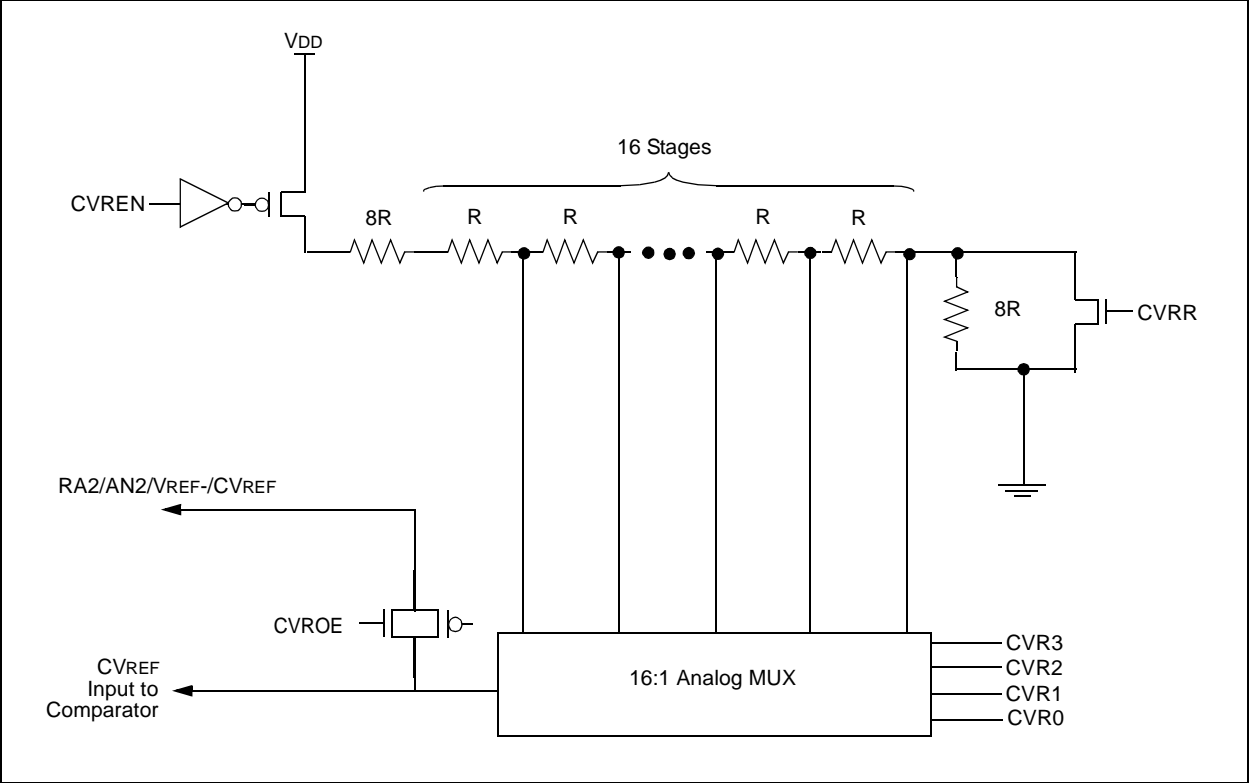 VDD
16 Stages
CVREN
8R
R
R
R
R
8R
CVRR
RA2/AN2/VREF-/CVREF
CVROE
CVREF
Input to
Comparator
16:1 Analog MUX
CVR3
CVR2
CVR1
CVR0